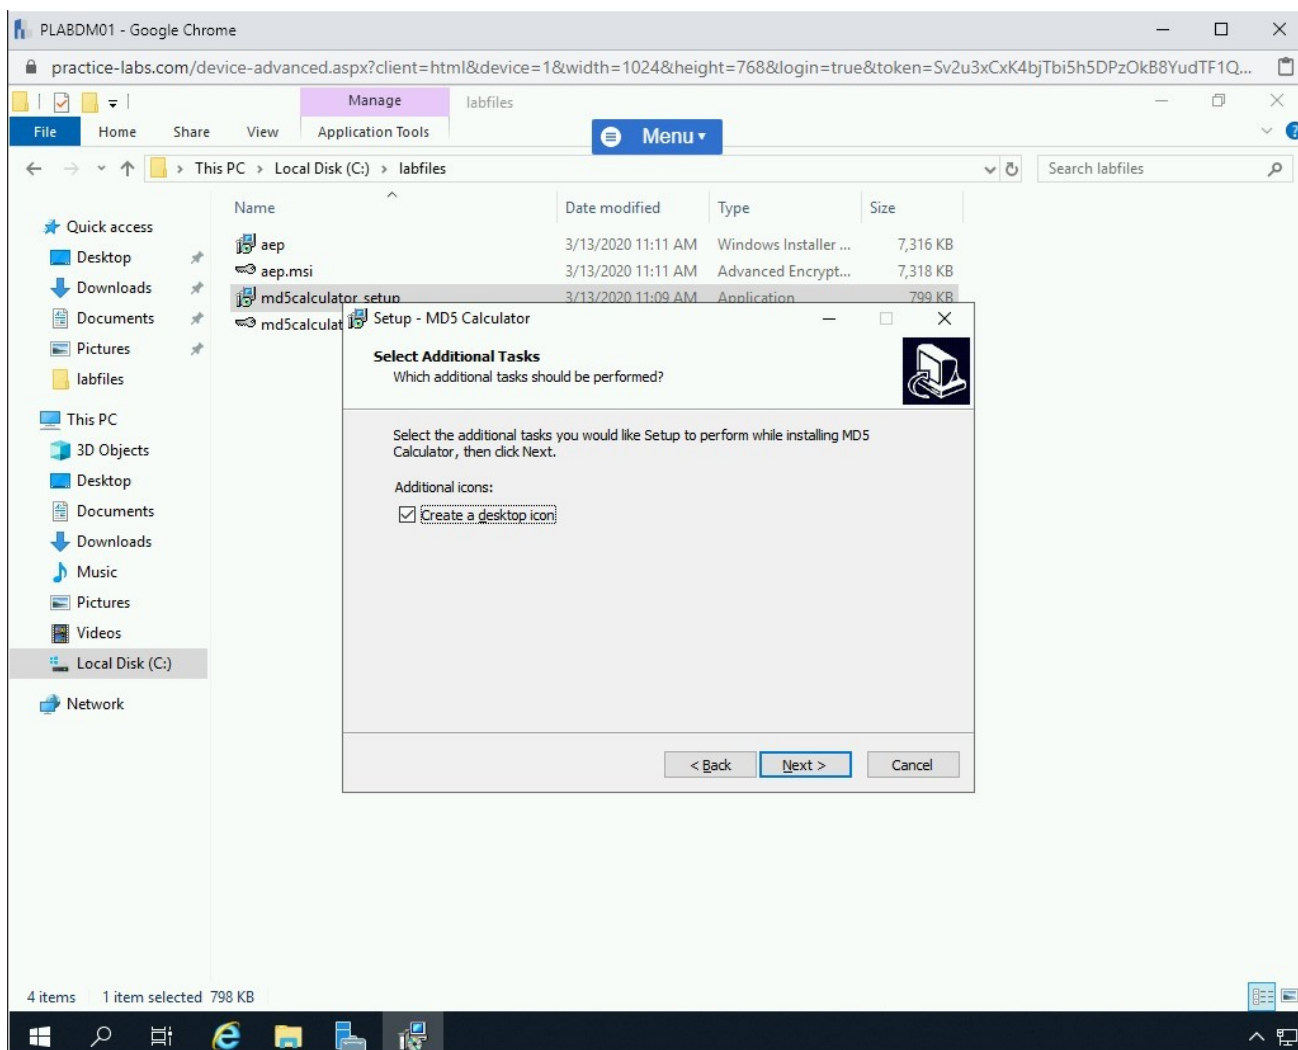 PLABDM01 - Google Chrome
practice-labs.com/device-advanced.aspx?client=html&device=1&width=1024&height=768&login=true&token=Sv2u3xCxK4bjTbi5h5DPzOkB8YudTF1Q...
Manage labfiles
File Home Share View Application Tools Menu
This PC > Local Disk (C:) > labfiles Search labfiles
Name Date modified Type Size
Quick access
Desktop
Downloads
Documents
Pictures
labfiles
This PC
3D Objects
Desktop
Documents
Downloads
Music
Pictures
Videos
Local Disk (C:)
Network
aep 3/13/2020 11:11 AM Windows Installer ... 7,316 KB
aep.msi 3/13/2020 11:11 AM Advanced Encrypt... 7,318 KB
md5calculator_setup 3/13/2020 11:09 AM Application 799 KB
md5calculat
Setup - MD5 Calculator
Select Additional Tasks
Which additional tasks should be performed?
Select the additional tasks you would like Setup to perform while installing MD5
Calculator, then click Next.
Additional icons:
Create a desktop icon
< Back Next > Cancel
4 items 1 item selected 798 KB